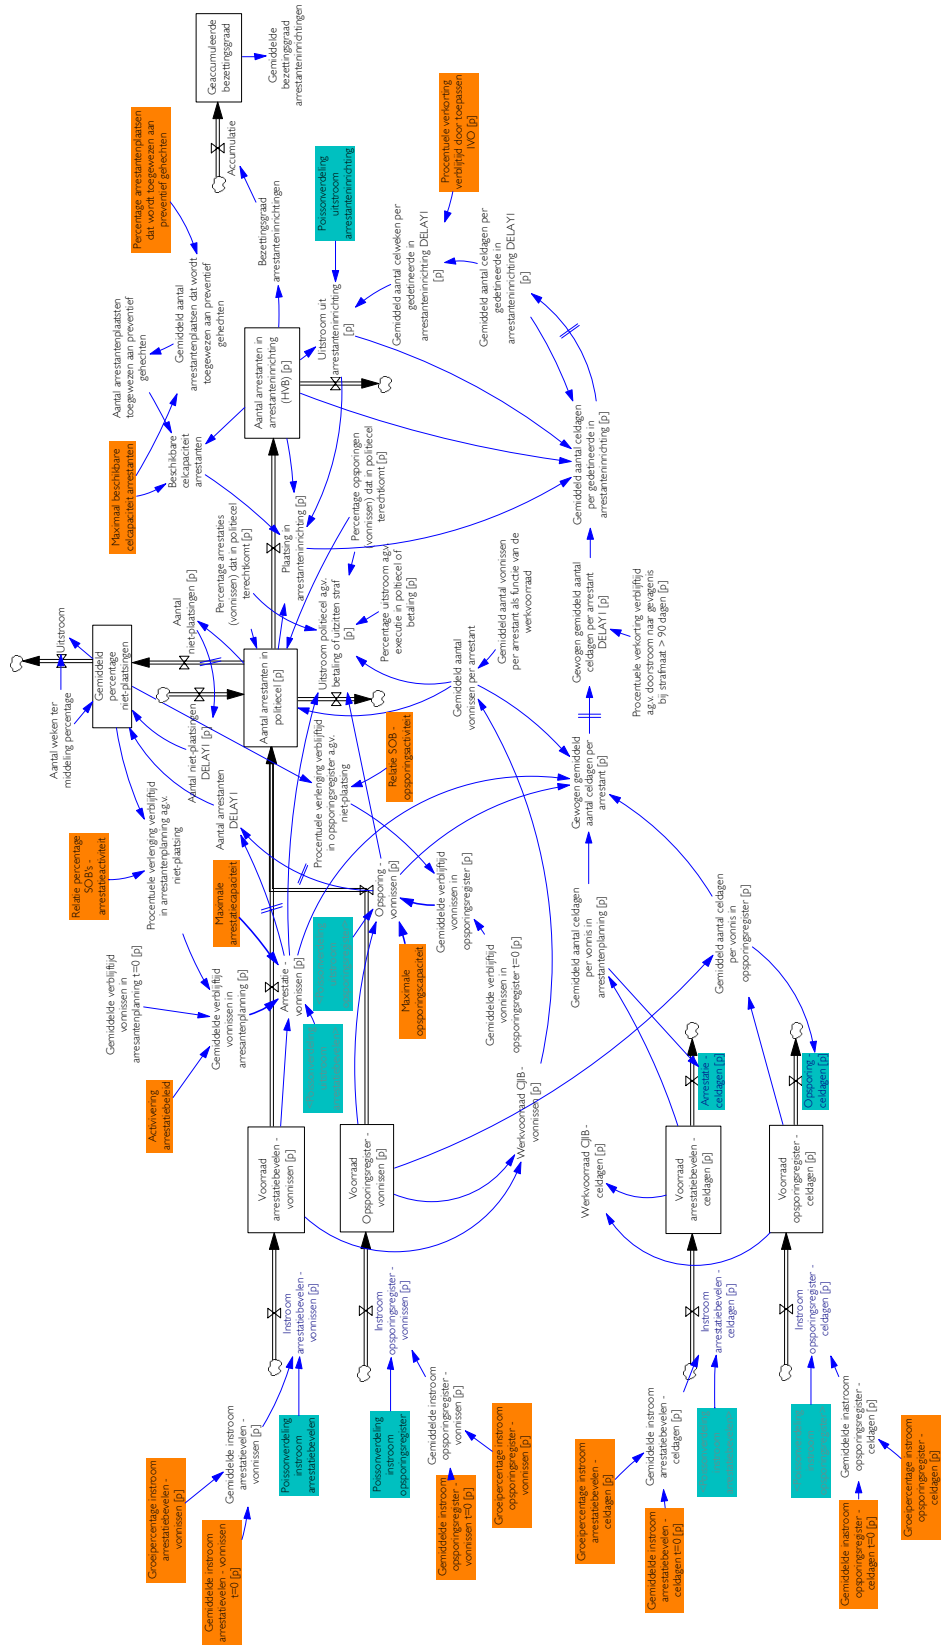 Geaccumuleerde
bezettingsgraad
Gemiddelde
bezettingsgraad
arrestanteninrichtingen
Accumulatie
Percentage arrestantenplaatsen
dat wordt toegewezen aan
preventief gehechten
Procentuele verkorting
verblijtijd door toepassen
IVO [p]
Poissonverdeling
uitstroom
arrestanteninrichting
Bezettingsgraad
arrestanteninrichtingen
Aantal arrestantenplaatsten
toegewezen aan preventief
gehechten
Gemiddeld aantal
arrestantenplaatsen dat wordt
toegewezen aan preventief
gehechten
Aantal arrestanten in
arrestanteninrichting
(HVB) [p]
Uitstroom uit
arrestanteninrichting
[p]
Gemiddeld aantal celweken per
gedetineerde in
arrestanteninrichting DELAY1
[p]
Gemiddeld aantal celdagen per
gedetineerde in
arrestanteninrichting DELAY1
[p]
Maximaal beschikbare
celcapaciteit arrestanten
Beschikbare
celcapaciteit
arrestanten
Plaatsing in
arrestanteninrichting [p]
Percentage opsporingen
(vonnissen) dat in politiecel
terechtkomt [p]
Gemiddeld aantal celdagen
per gedetineerde in
arrestanteninrichting [p]
Uitstroom
Gemiddeld
percentage
niet-plaatsingen
Aantal weken ter
middeling percentage
Aantal
niet-plaatsingen [p]
Percentage arrestaties
(vonnissen) dat in politiecel
terechtkomt [p]
Aantal arrestanten in
politiecel [p]
Aantal niet-plaatsingen
DELAY1 [p]
Uitstroom politiecel a.g.v.
betaling of uitzitten straf
[p]
Percentage uitstroom a.g.v.
executie in poltiecel of
betaling [p]
Gemiddeld aantal
vonnissen per arrestant
Gemiddeld aantal vonnissen
per arrestant als functie van de
werkvoorraad
Gewogen gemiddeld aantal
celdagen per arrestant
DELAY1 [p]
Procentuele verkorting verblijftijd
a.g.v. doorstroom naar gevagenis
bij strafmaat > 90 dagen [p]
Gewogen gemiddeld
aantal celdagen per
arrestant [p]
Relatie SOB -
opsporingsactiviteit
Procentuele verlenging verblijftijd
in opsporingsregister a.g.v.
niet-plaatsing
Aantal arrestanten
DELAY1
Procentuele verlenging verblijftijd
in arrestantenplanning a.g.v.
niet-plaatsing
Relatie percentage
SOB's -
arrestatieactiviteit
Maximale
arrestatiecapaciteit
Opsporing -
vonnissen [p]
Gemiddelde verblijftijd
vonnissen in
opsporingsregister [p]
Maximale
opsporingscapaciteit
Gemiddelde verblijftijd
vonnissen in
opsporingsregister t=0 [p]
Arrestatie -
vonnissen [p]
Gemiddelde verblijftijd
vonnissen in
arresantenplanning t=0 [p]
Gemiddelde verblijftijd
vonnissen in
arresantenplanning [p]
Activivering
arrestatiebeleid
Gemiddeld aantal celdagen
per vonnis in
arrestantenplanning [p]
Gemiddeld aantal celdagen
per vonnis in
opsporingsregister [p]
Arrestatie -
celdagen [p]
Opsporing -
celdagen [p]
Voorraad
arrestatiebevelen -
vonnissen [p]
Voorraad
Opsporingsregister -
vonnissen [p]
Werkvoorraad CJIB -
vonnissen [p]
Werkvoorraad CJIB -
celdagen [p]
Voorraad
arrestatiebevelen -
celdagen [p]
Voorraad
opsporingsregister -
celdagen [p]
Instroom
arrestatiebevelen -
vonnissen [p]
Instroom
opsporingsregister -
vonnissen [p]
Instroom
arrestatiebevelen -
celdagen [p]
Instroom
opsporingsregister -
celdagen [p]
Groeipercentage instroom
arrestatiebevelen -
vonnissen [p]
Gemiddelde instroom
arrestatievelen - vonnissen
t=0 [p]
Gemiddelde instroom
arrestatiebevelen -
vonnissen [p]
Poissonverdeling
instroom
arrestatiebevelen
Poissonverdeling
instroom
opsporingsregister
Gemiddelde instroom
opsporingsregister -
vonnissen [p]
Gemiddelde instroom
opsporingsregister -
vonnissen t=0 [p]
Groeipercentage instroom
opsporingsregister -
vonnissen [p]
Groeipercentage instroom
arrestatiebevelen -
celdagen [p]
Gemiddelde instroom
arrestatiebevelen -
celdagen [p]
Gemiddelde instroom
arrestatiebevelen -
celdagen t=0 [p]
Gemiddelde inastroom
opsporingsregister -
celdagen [p]
Gemiddelde inastroom
opsporingsregister -
celdagen t=0 [p]
Groeipercentage instroom
opsporingsregister -
celdagen [p]